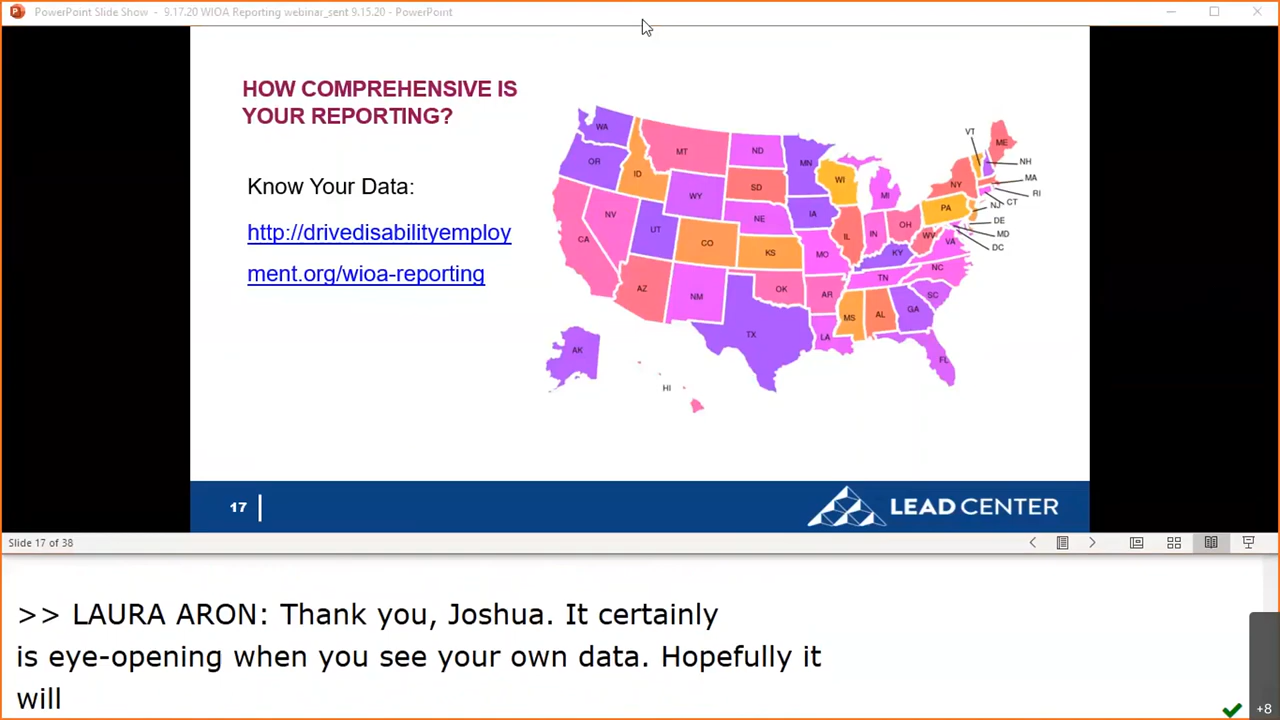 PowerPoint Slide Show - 9.17.20 WIOA Reporting webinar_sent 9.15.20 - PowerPoint
HOW COMPREHENSIVE IS
YOUR REPORTING?
Know Your Data:
http://drivedisabilityemploy
ment.org/wioa-reporting
WA
OR
ID
MT
ND
MN
WI
MI
VT
ME
NH
MA
RI
CT
NY
NJ
PA
DE
MD
DC
SD
WY
NV
CA
UT
CO
NE
IA
IL
IN
OH
WV
VA
KS
MO
KY
NC
TN
SC
AZ
NM
OK
AR
MS
AL
GA
LA
TX
FL
AK
HI
17
LEAD CENTER
Slide 17 of 38
>> LAURA ARON: Thank you, Joshua. It certainly
is eye-opening when you see your own data. Hopefully it
will
+8